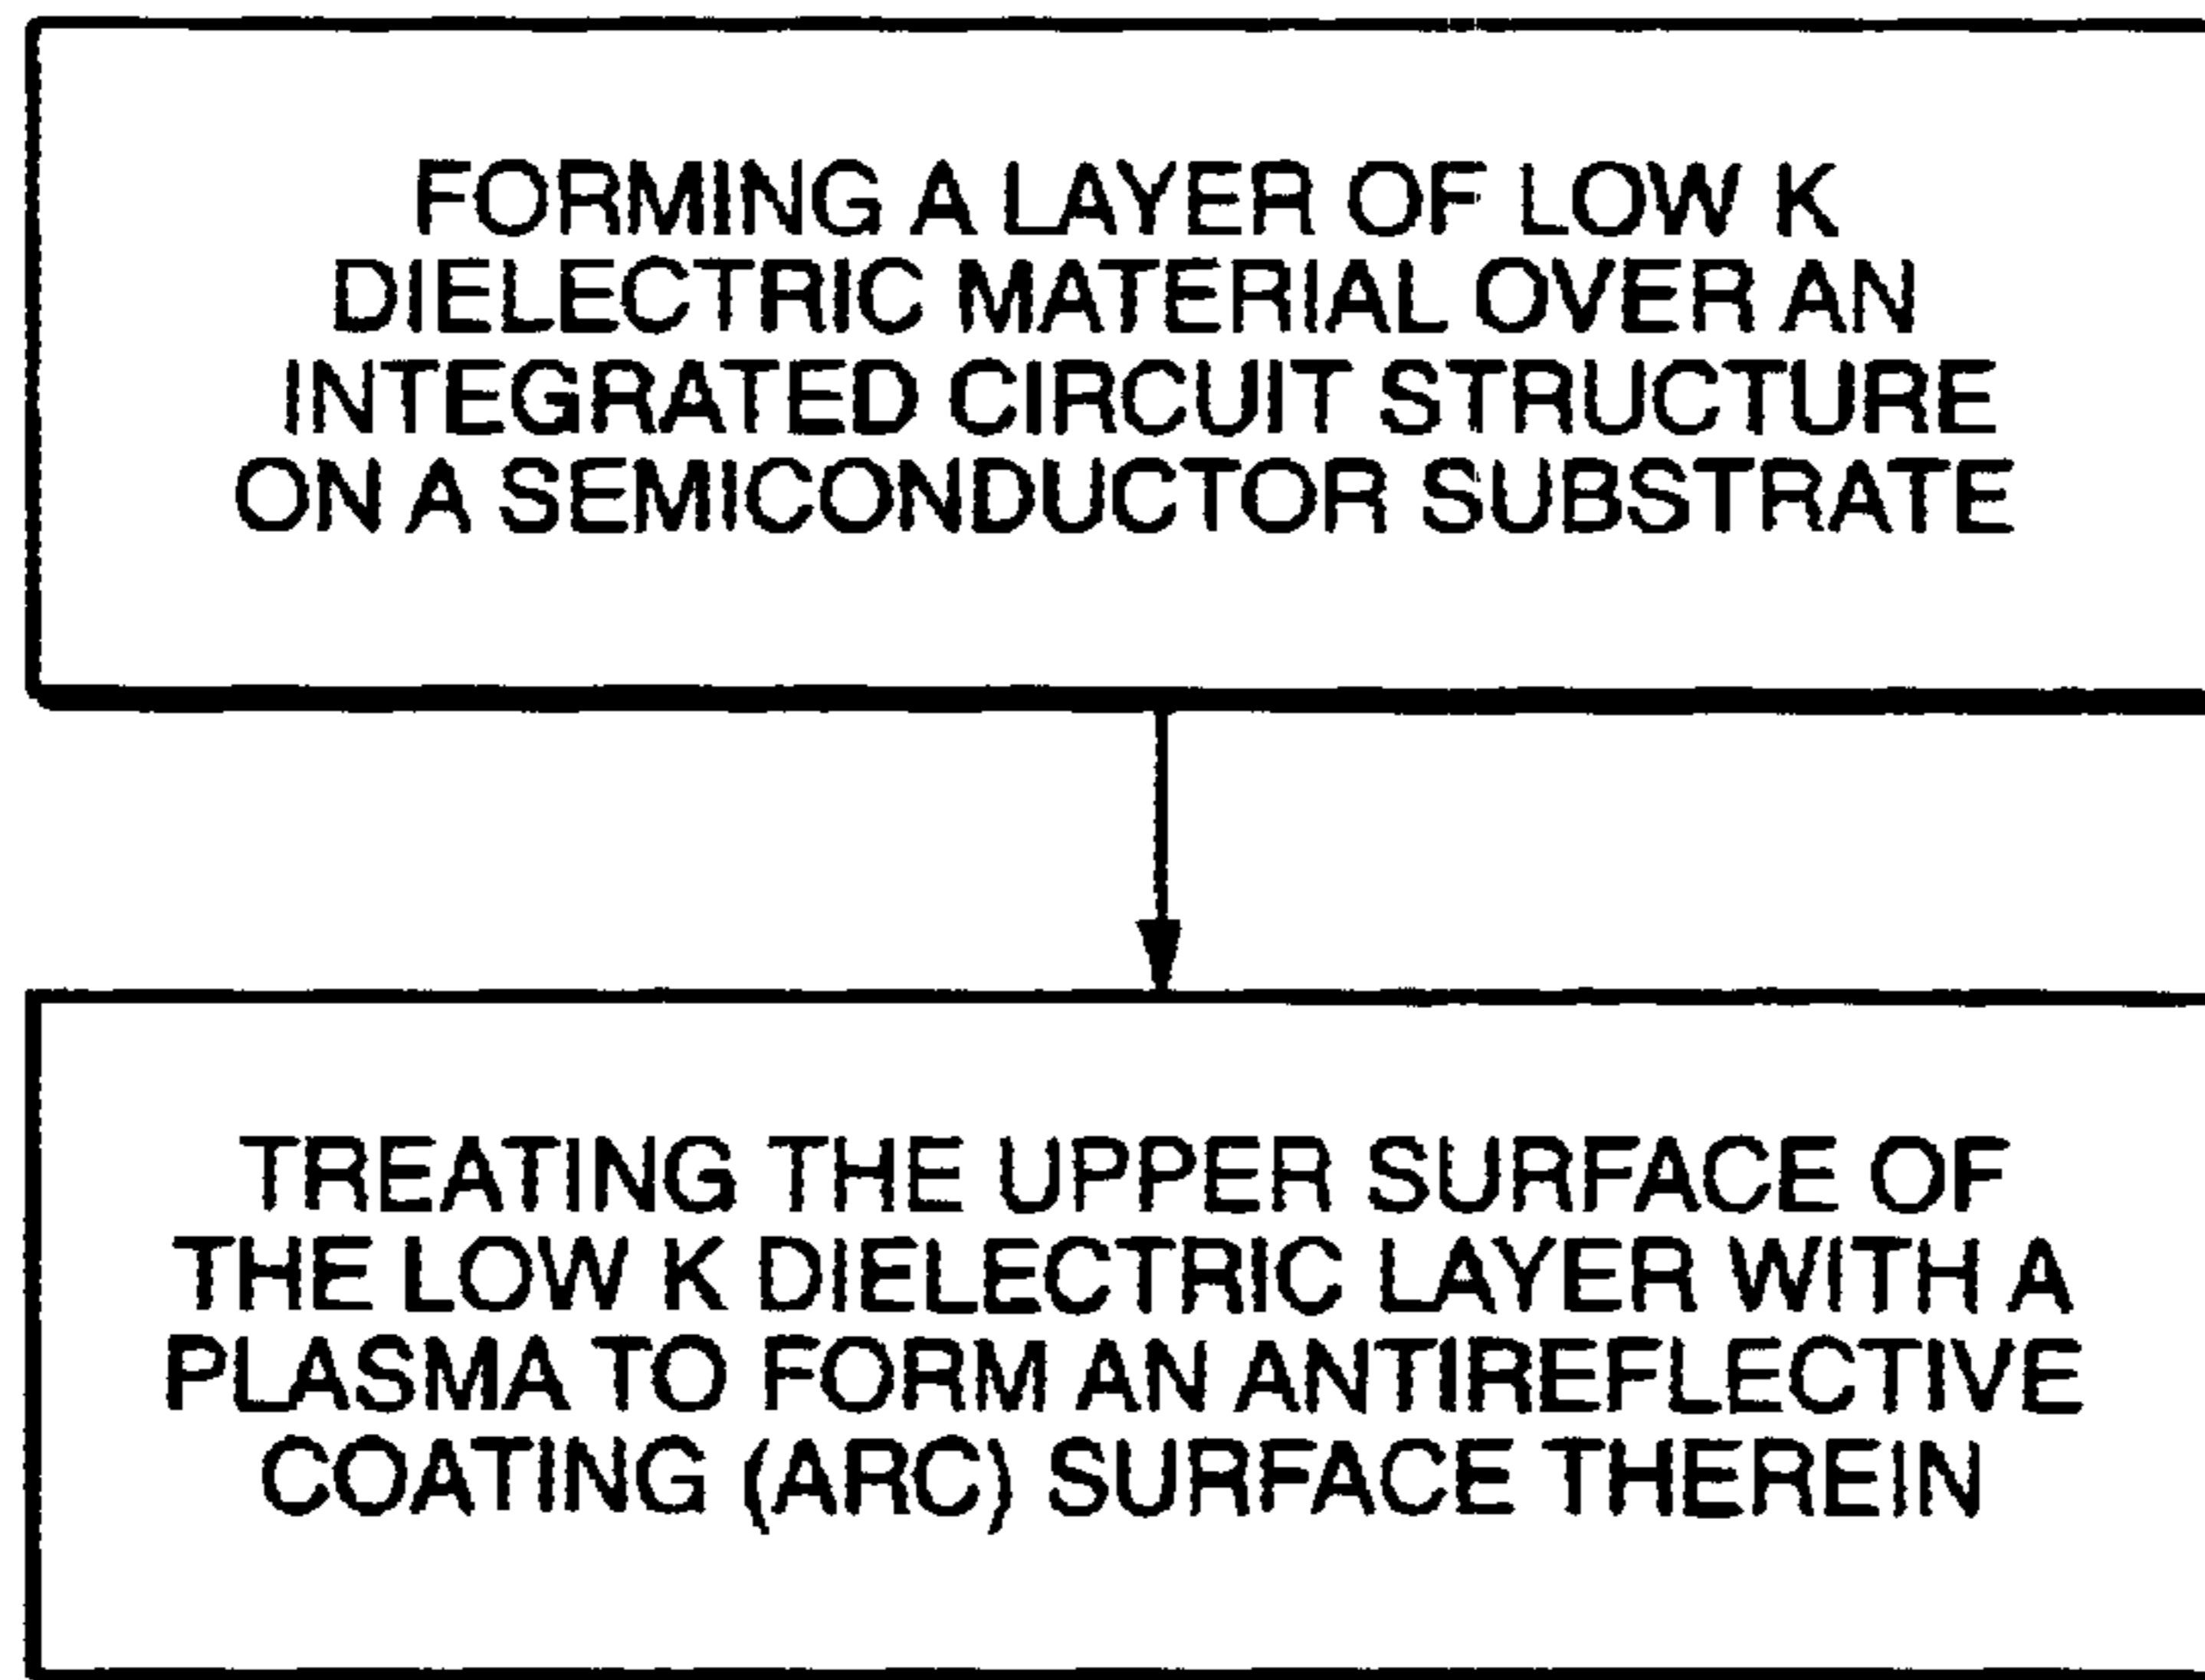 FORMING A LAYER OF LOW K
DIELECTRIC MATERIAL OVER AN
INTEGRATED CIRCUIT STRUCTURE
ON A SEMICONDUCTOR SUBSTRATE
TREATING THE UPPER SURFACE OF
THE LOW K DIELECTRIC LAYER WITH A
PLASMA TO FORM AN ANTIREFLECTIVE
COATING (ARC) SURFACE THEREIN